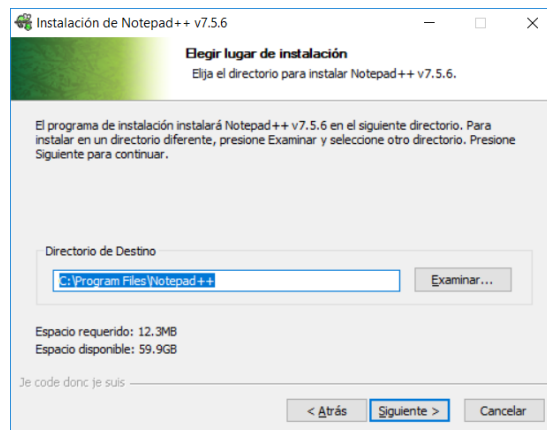 Instalación de Notepad++ v7.5.6
Elegir lugar de instalación
Elija el directorio para instalar Notepad++ v7.5.6.
El programa de instalación instalará Notepad++ v7.5.6 en el siguiente directorio. Para
instalar en un directorio diferente, presione Examinar y seleccione otro directorio. Presione
Siguiente para continuar.
Directorio de Destino
C:\Program Files\Notepad++
Examinar...
Espacio requerido: 12.3MB
Espacio disponible: 59.9GB
Je code donc je suis
< Atrás
Siguiente >
Cancelar